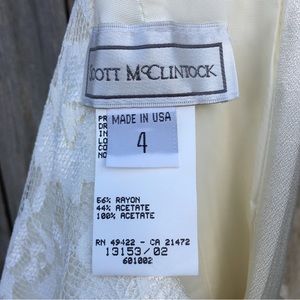 SCOTT McCLINTOCK
MADE IN USA
4
56% RAYON
44% ACETATE
100% ACETATE
RN 49422 - CA 21472
13153/02
601002